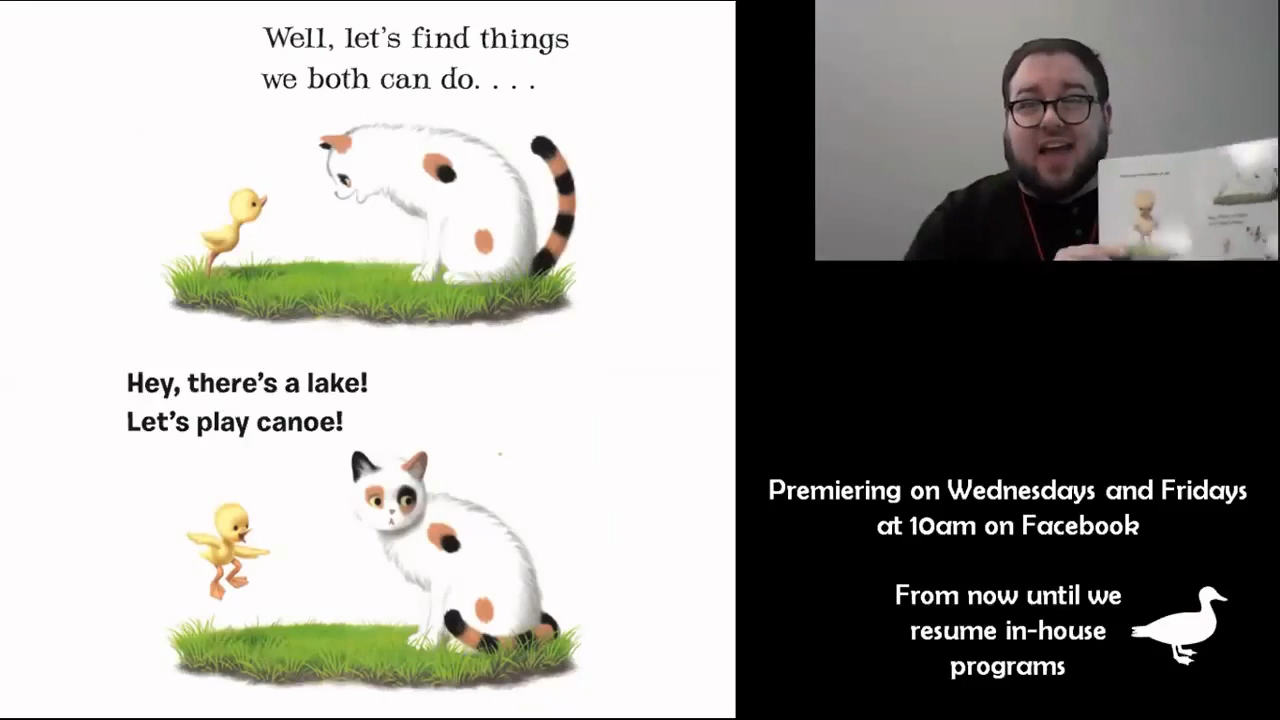 Well, let's find things
we both can do. . . .
Hey, there's a lake!
Let's play canoe!
Premiering on Wednesdays and Fridays
at 10am on Facebook
From now until we
resume in-house
programs